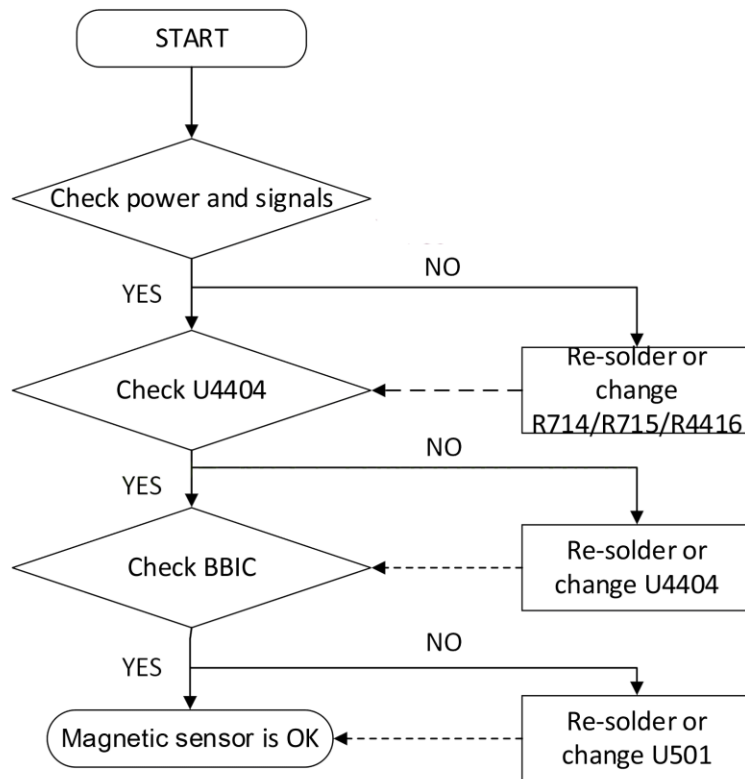 START
Check power and signals
NO
YES
Re-solder or
change
R714/R715/R4416
Check U4404
NO
YES
Re-solder or
change U4404
Check BBIC
NO
YES
Re-solder or
change U501
Magnetic sensor is OK